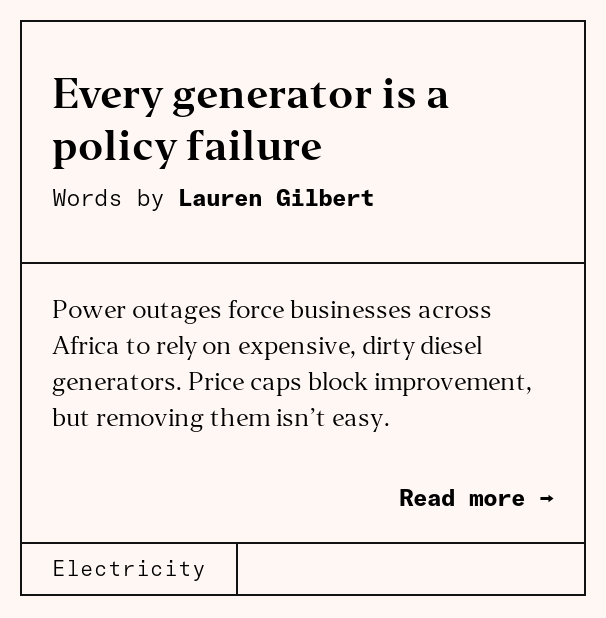 Every generator is a
policy failure
Words by Lauren Gilbert
Power outages force businesses across
Africa to rely on expensive, dirty diesel
generators. Price caps block improvement,
but removing them isn’t easy.
Read more →
Electricity